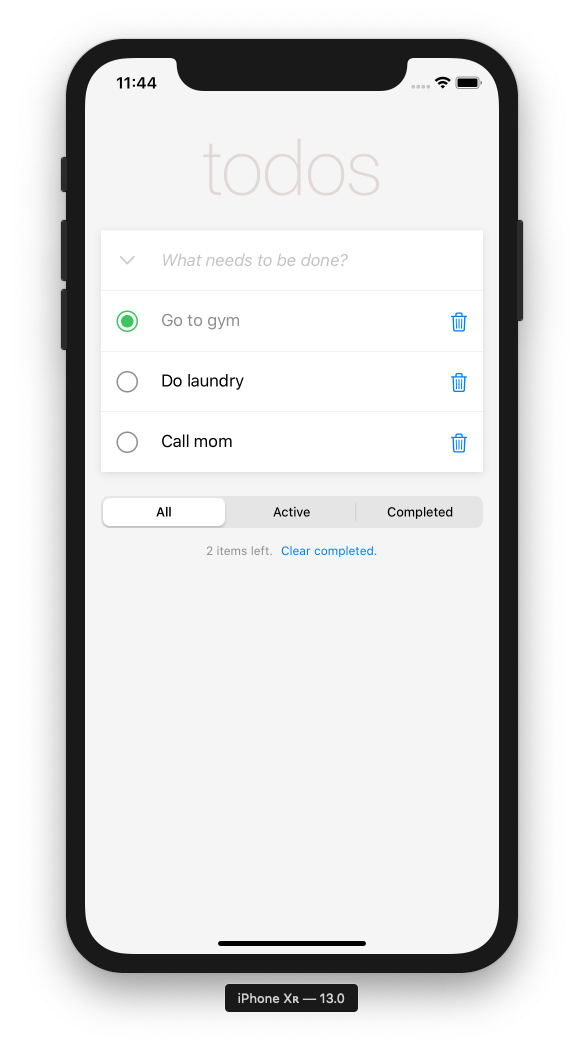 11:44
todos
What needs to be done?
Go to gym
Do laundry
Call mom
All Active Completed
2 items left. Clear completed.
iPhone Xʀ — 13.0